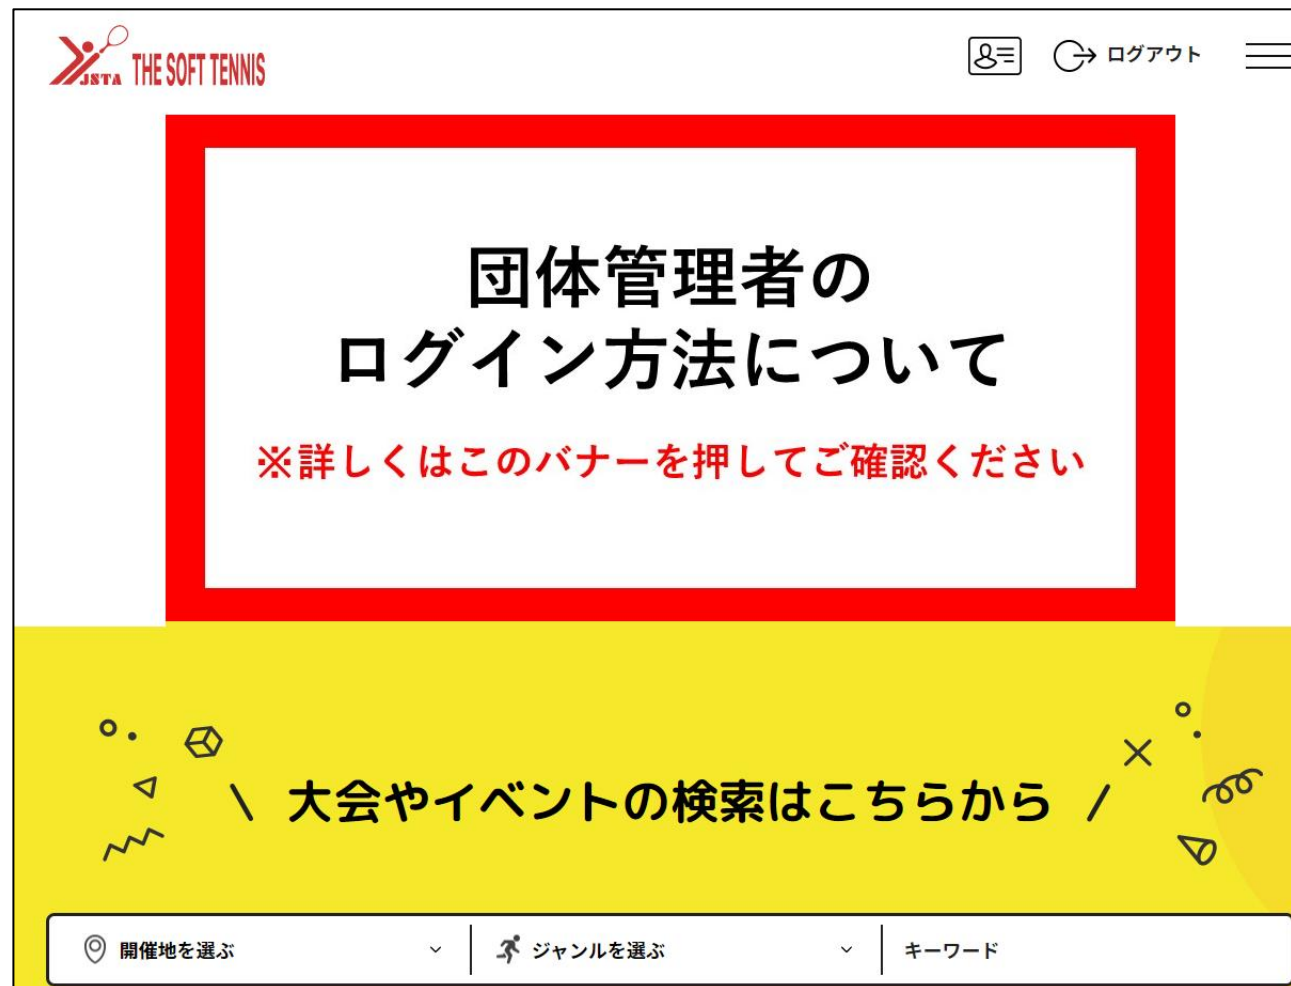 JSTA THE SOFT TENNIS
ログアウト
団体管理者の
ログイン方法について
※詳しくはこのバナーを押してご確認ください
\ 大会やイベントの検索はこちらから /
開催地を選ぶ
ジャンルを選ぶ
キーワード